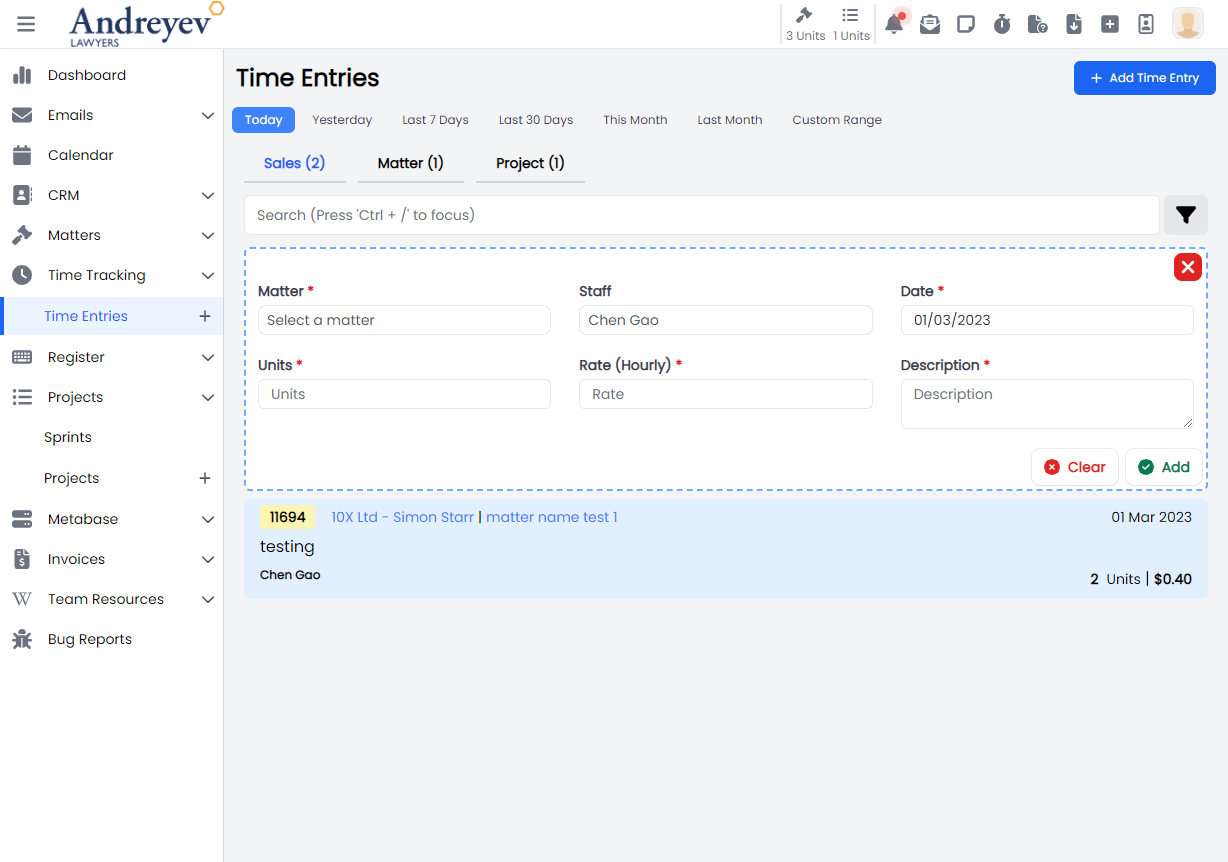 Andreyev
LAWYERS
3 Units
1 Units
Dashboard
Emails
Calendar
CRM
Matters
Time Tracking
Time Entries
Register
Projects
Sprints
Projects
Metabase
Invoices
Team Resources
Bug Reports
Time Entries
+ Add Time Entry
Today Yesterday Last 7 Days Last 30 Days This Month Last Month Custom Range
Sales (2) Matter (1) Project (1)
Search (Press 'Ctrl + /' to focus)
Matter * Staff Date *
Select a matter Chen Gao 01/03/2023
Units * Rate (Hourly) * Description *
Units Rate Description
Clear Add
11694 10X Ltd - Simon Starr | matter name test 1 01 Mar 2023
testing
Chen Gao
2 Units | $0.40